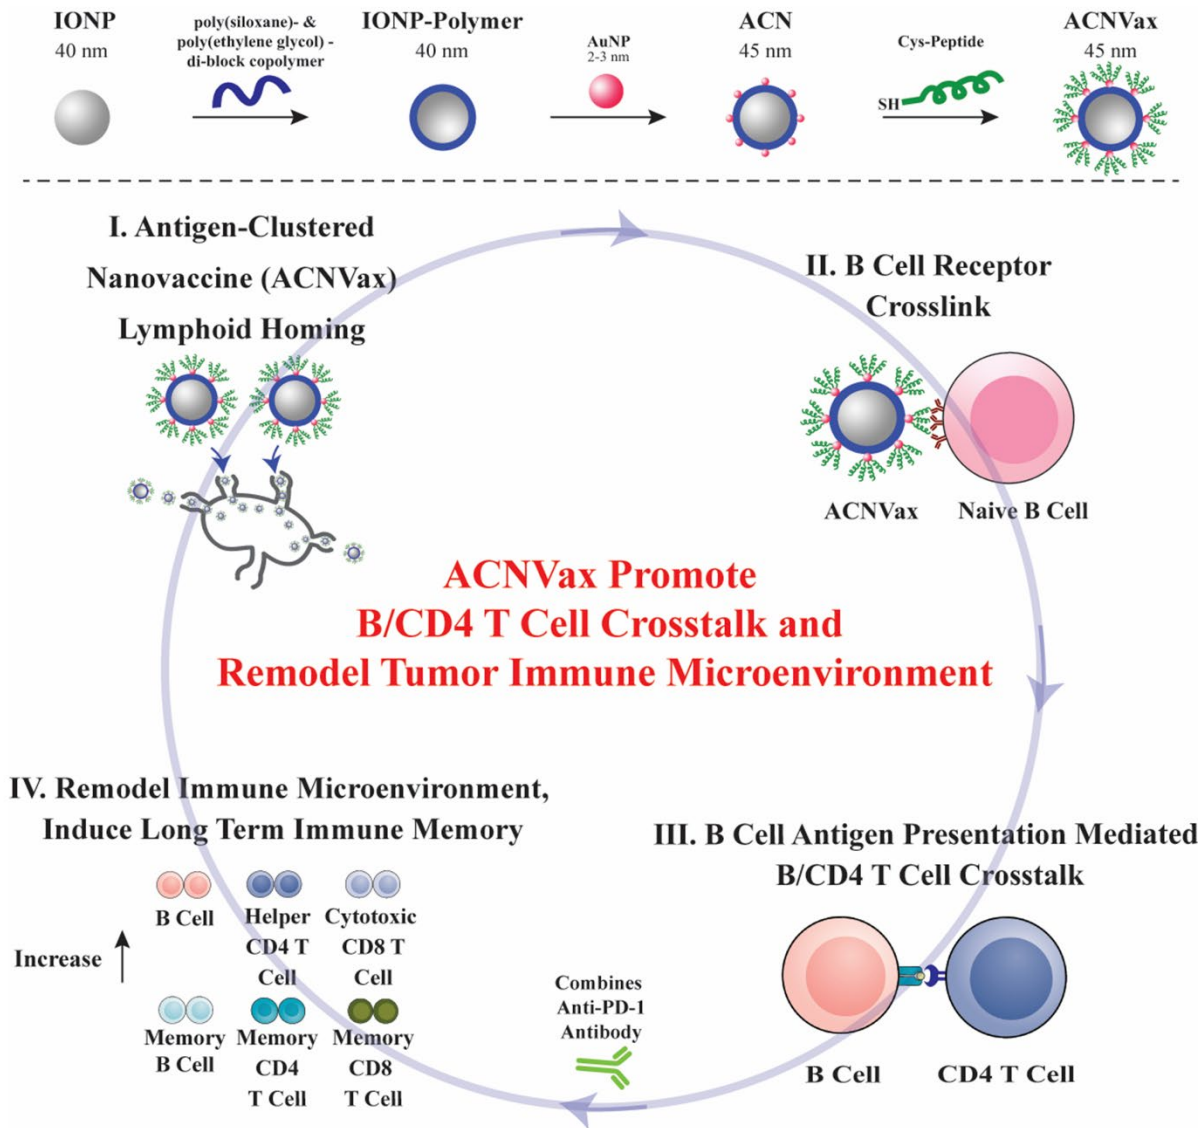 IONP
40 nm
poly(siloxane)- &
poly(ethylene glycol) -
di-block copolymer
IONP-Polymer
40 nm
AuNP
2-3 nm
ACN
45 nm
Cys-Peptide
SH
ACNVax
45 nm
I. Antigen-Clustered
Nanovaccine (ACNVax)
Lymphoid Homing
II. B Cell Receptor
Crosslink
ACNVax
Naive B Cell
ACNVax Promote
B/CD4 T Cell Crosstalk and
Remodel Tumor Immune Microenvironment
III. B Cell Antigen Presentation Mediated
B/CD4 T Cell Crosstalk
B Cell
CD4 T Cell
Combines
Anti-PD-1
Antibody
IV. Remodel Immune Microenvironment,
Induce Long Term Immune Memory
Increase
B Cell
Helper
CD4 T
Cell
Cytotoxic
CD8 T
Cell
Memory
B Cell
Memory
CD4
T Cell
Memory
CD8
T Cell